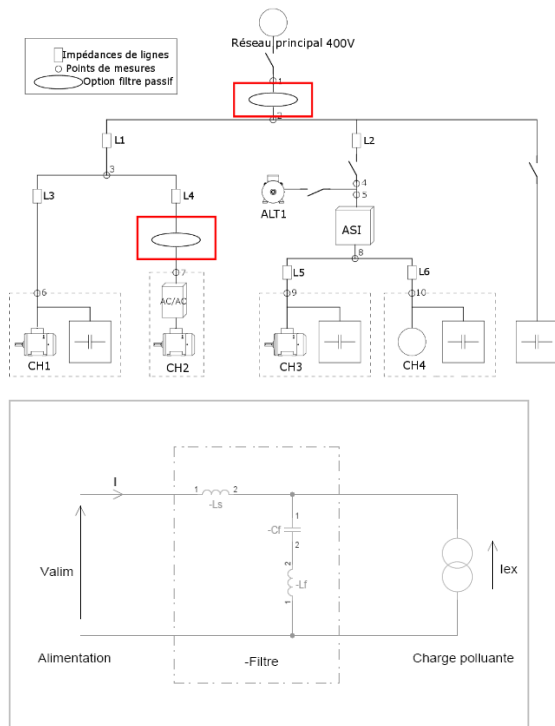 Réseau principal 400V
Impédances de lignes
Points de mesures
Option filtre passif
1
2
L1
L2
3
4
5
L3
L4
ALT1
ASI
8
L5
L6
6
7
9
10
AC/AC
CH1
CH2
CH3
CH4
I
1
2
-Ls
1
-Cf
2
2
-Lf
1
Valim
Iex
Alimentation
-Filtre
Charge polluante